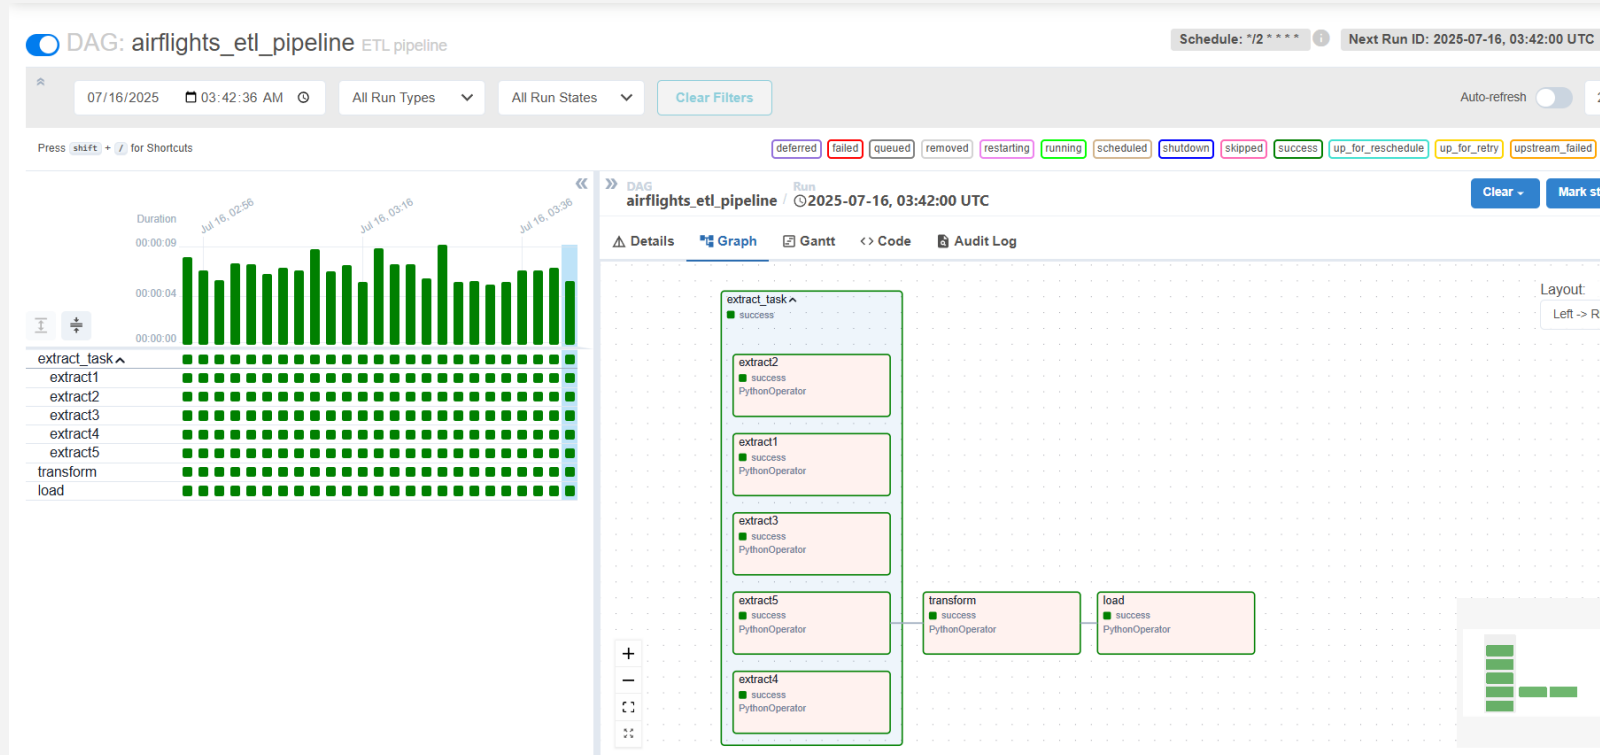 DAG: airflights_etl_pipeline ETL pipeline
Schedule: */2 * * * *
Next Run ID: 2025-07-16, 03:42:00 UTC
07/16/2025 03:42:36 AM
All Run Types
All Run States
Clear Filters
Auto-refresh
2
Press shift + / for Shortcuts
deferred failed queued removed restarting running scheduled shutdown skipped success up_for_reschedule up_for_retry upstream_failed
Duration
00:00:09
00:00:04
00:00:00
Jul 16, 02:56
Jul 16, 03:16
Jul 16, 03:36
extract_task
extract1
extract2
extract3
extract4
extract5
transform
load
DAG
airflights_etl_pipeline
/
Run
2025-07-16, 03:42:00 UTC
Clear
Mark st
Details
Graph
Gantt
Code
Audit Log
Layout:
Left -> R
extract_task
success
extract2
success
PythonOperator
extract1
success
PythonOperator
extract3
success
PythonOperator
extract5
success
PythonOperator
extract4
success
PythonOperator
transform
success
PythonOperator
load
success
PythonOperator